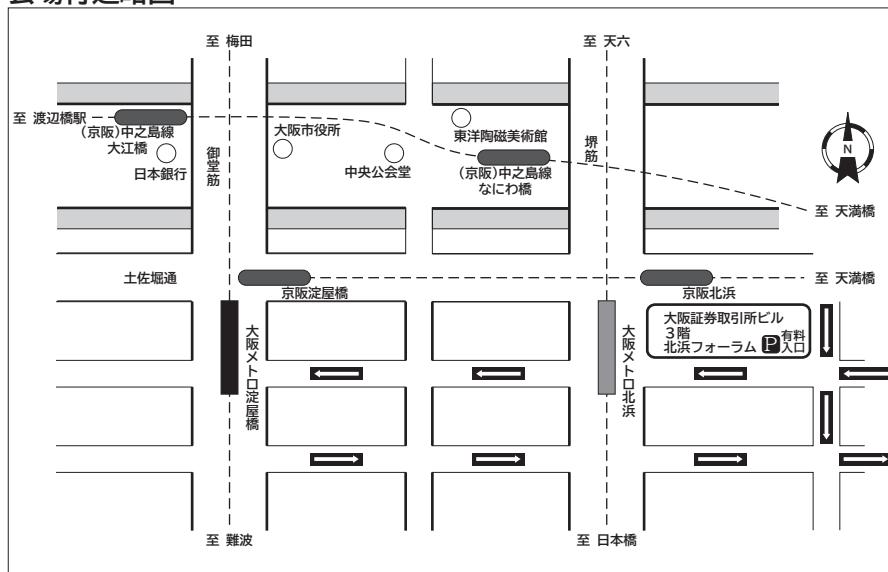 至 梅田
至 天六
至 渡辺橋駅
(京阪)中之島線
大江橋
日本銀行
御堂筋
大阪市役所
中央公会堂
東洋陶磁美術館
(京阪)中之島線
なにわ橋
堺筋
N
至 天満橋
土佐堀通
京阪淀屋橋
京阪北浜
至 天満橋
大阪メトロ淀屋橋
大阪メトロ北浜
大阪証券取引所ビル
3階
北浜フォーラム P 有料
入口
至 難波
至 日本橋